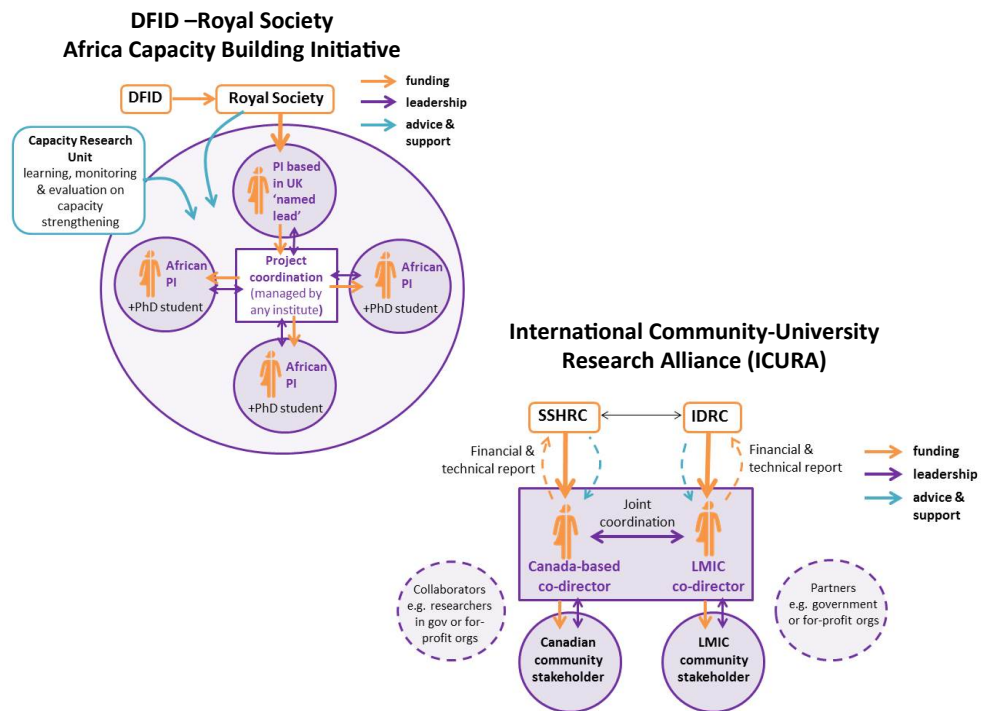 DFID –Royal Society
Africa Capacity Building Initiative
DFID
Royal Society
funding
leadership
advice &
support
Capacity Research
Unit
learning, monitoring
& evaluation on
capacity
strengthening
PI based
in UK
‘named
lead’
African
PI
+PhD student
Project
coordination
(managed by
any institute)
African
PI
+PhD student
African
PI
+PhD student
International Community-University
Research Alliance (ICURA)
SSHRC
IDRC
Financial &
technical report
Financial &
technical report
funding
leadership
advice &
support
Joint
coordination
Canada-based
co-director
LMIC
co-director
Collaborators
e.g. researchers
in gov or for-
profit orgs
Partners
e.g. government
or for-profit orgs
Canadian
community
stakeholder
LMIC
community
stakeholder